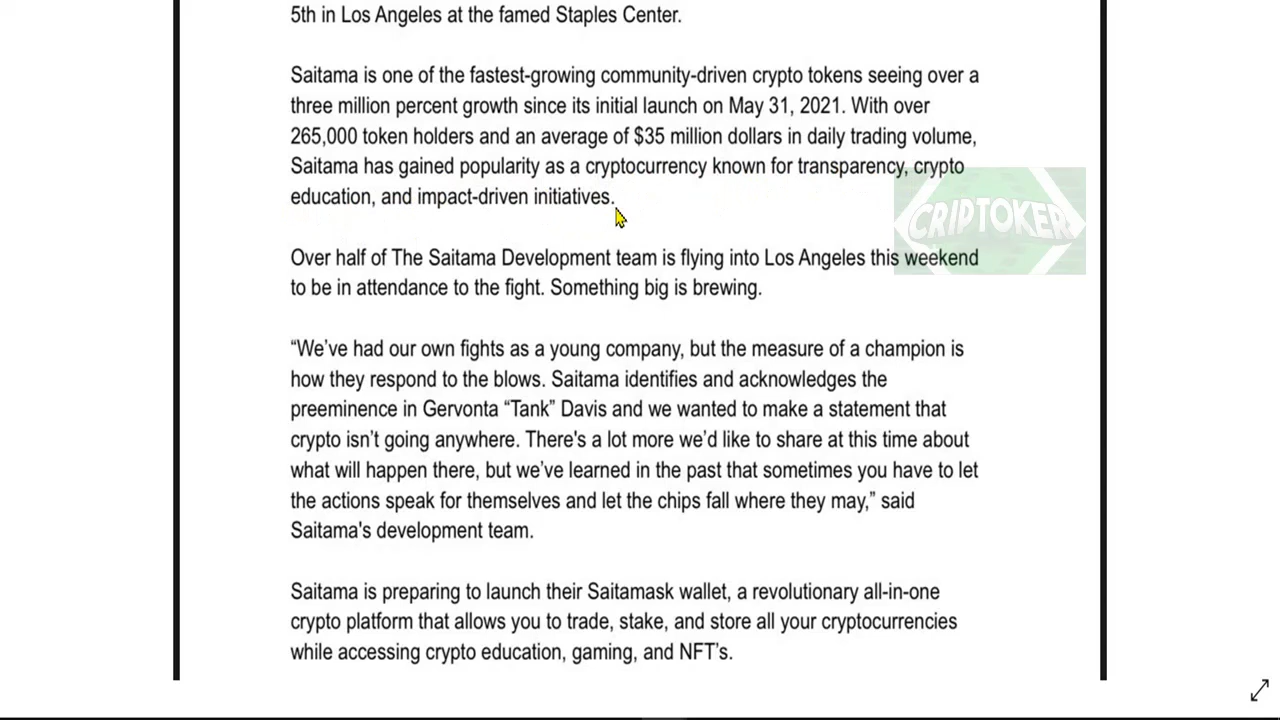 5th in Los Angeles at the famed Staples Center.
Saitama is one of the fastest-growing community-driven crypto tokens seeing over a
three million percent growth since its initial launch on May 31, 2021. With over
265,000 token holders and an average of $35 million dollars in daily trading volume,
Saitama has gained popularity as a cryptocurrency known for transparency, crypto
education, and impact-driven initiatives.
CRIPTOKER
Over half of The Saitama Development team is flying into Los Angeles this weekend
to be in attendance to the fight. Something big is brewing.
“We’ve had our own fights as a young company, but the measure of a champion is
how they respond to the blows. Saitama identifies and acknowledges the
preeminence in Gervonta “Tank” Davis and we wanted to make a statement that
crypto isn’t going anywhere. There's a lot more we’d like to share at this time about
what will happen there, but we’ve learned in the past that sometimes you have to let
the actions speak for themselves and let the chips fall where they may,” said
Saitama's development team.
Saitama is preparing to launch their Saitamask wallet, a revolutionary all-in-one
crypto platform that allows you to trade, stake, and store all your cryptocurrencies
while accessing crypto education, gaming, and NFT’s.